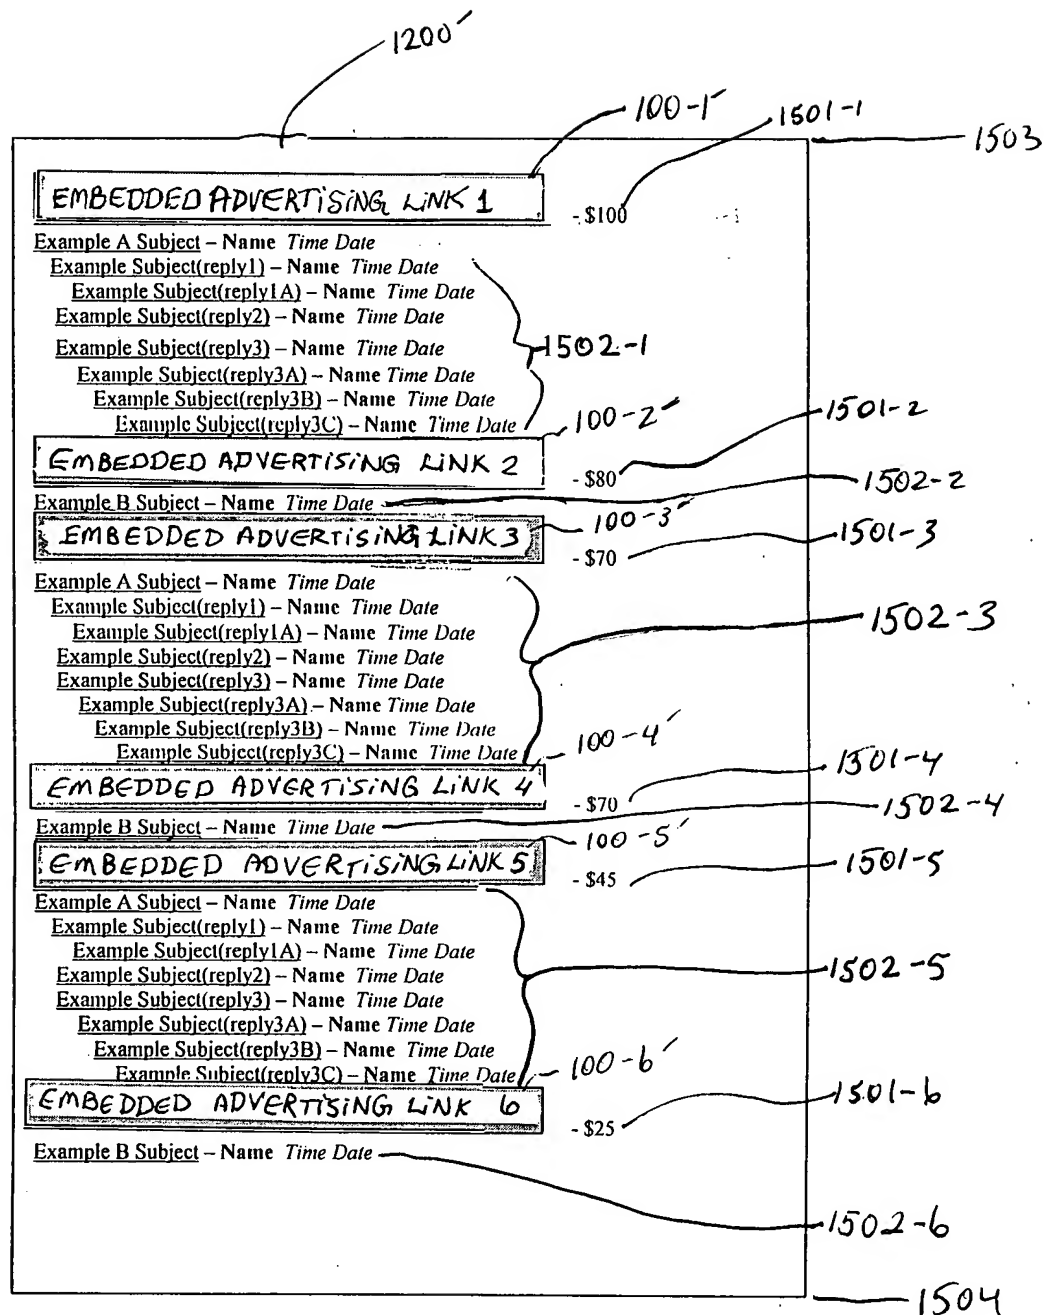 1200′
100-1′
1501-1
1503
EMBEDDED ADVERTISING LINK 1
- $100
Example A Subject – Name Time Date
Example Subject(reply1) – Name Time Date
Example Subject(reply1A) – Name Time Date
Example Subject(reply2) – Name Time Date
Example Subject(reply3) – Name Time Date
1502-1
Example Subject(reply3A) – Name Time Date
Example Subject(reply3B) – Name Time Date
Example Subject(reply3C) – Name Time Date
100-2′
1501-2
EMBEDDED ADVERTISING LINK 2
- $80
1502-2
Example B Subject – Name Time Date
100-3′
1501-3
EMBEDDED ADVERTISING LINK 3
- $70
Example A Subject – Name Time Date
Example Subject(reply1) – Name Time Date
Example Subject(reply1A) – Name Time Date
1502-3
Example Subject(reply2) – Name Time Date
Example Subject(reply3) – Name Time Date
Example Subject(reply3A) – Name Time Date
Example Subject(reply3B) – Name Time Date
Example Subject(reply3C) – Name Time Date
100-4′
1501-4
EMBEDDED ADVERTISING LINK 4
- $70
1502-4
Example B Subject – Name Time Date
100-5′
EMBEDDED ADVERTISING LINK 5
- $45
1501-5
Example A Subject – Name Time Date
Example Subject(reply1) – Name Time Date
Example Subject(reply1A) – Name Time Date
Example Subject(reply2) – Name Time Date
1502-5
Example Subject(reply3) – Name Time Date
Example Subject(reply3A) – Name Time Date
Example Subject(reply3B) – Name Time Date
Example Subject(reply3C) – Name Time Date
100-6′
1501-6
EMBEDDED ADVERTISING LINK 6
- $25
Example B Subject – Name Time Date
1502-6
1504